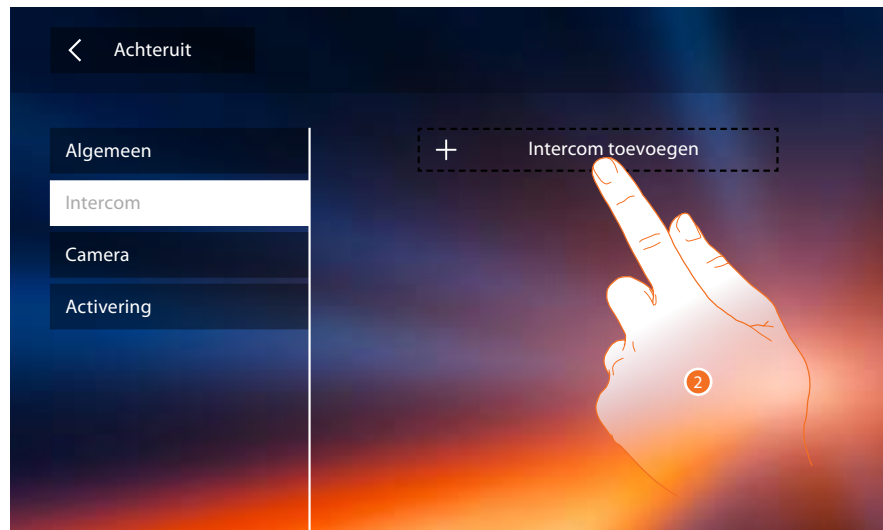 Achteruit
Algemeen
Intercom
Camera
Activering
Intercom toevoegen
2